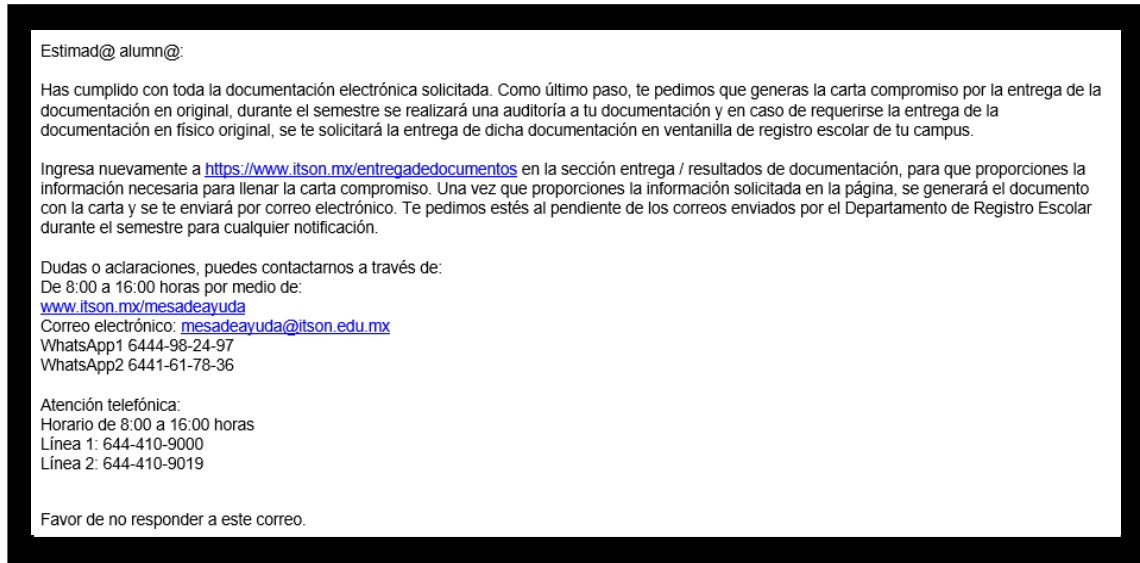 Estimad@ alumn@:
Has cumplido con toda la documentación electrónica solicitada. Como último paso, te pedimos que generas la carta compromiso por la entrega de la
documentación en original, durante el semestre se realizará una auditoría a tu documentación y en caso de requerirse la entrega de la
documentación en físico original, se te solicitará la entrega de dicha documentación en ventanilla de registro escolar de tu campus.
Ingresa nuevamente a https://www.itson.mx/entregadedocumentos en la sección entrega / resultados de documentación, para que proporciones la
información necesaria para llenar la carta compromiso. Una vez que proporciones la información solicitada en la página, se generará el documento
con la carta y se te enviará por correo electrónico. Te pedimos estés al pendiente de los correos enviados por el Departamento de Registro Escolar
durante el semestre para cualquier notificación.
Dudas o aclaraciones, puedes contactarnos a través de:
De 8:00 a 16:00 horas por medio de:
www.itson.mx/mesadeayuda
Correo electrónico: mesadeayuda@itson.edu.mx
WhatsApp1 6444-98-24-97
WhatsApp2 6441-61-78-36
Atención telefónica:
Horario de 8:00 a 16:00 horas
Línea 1: 644-410-9000
Línea 2: 644-410-9019
Favor de no responder a este correo.